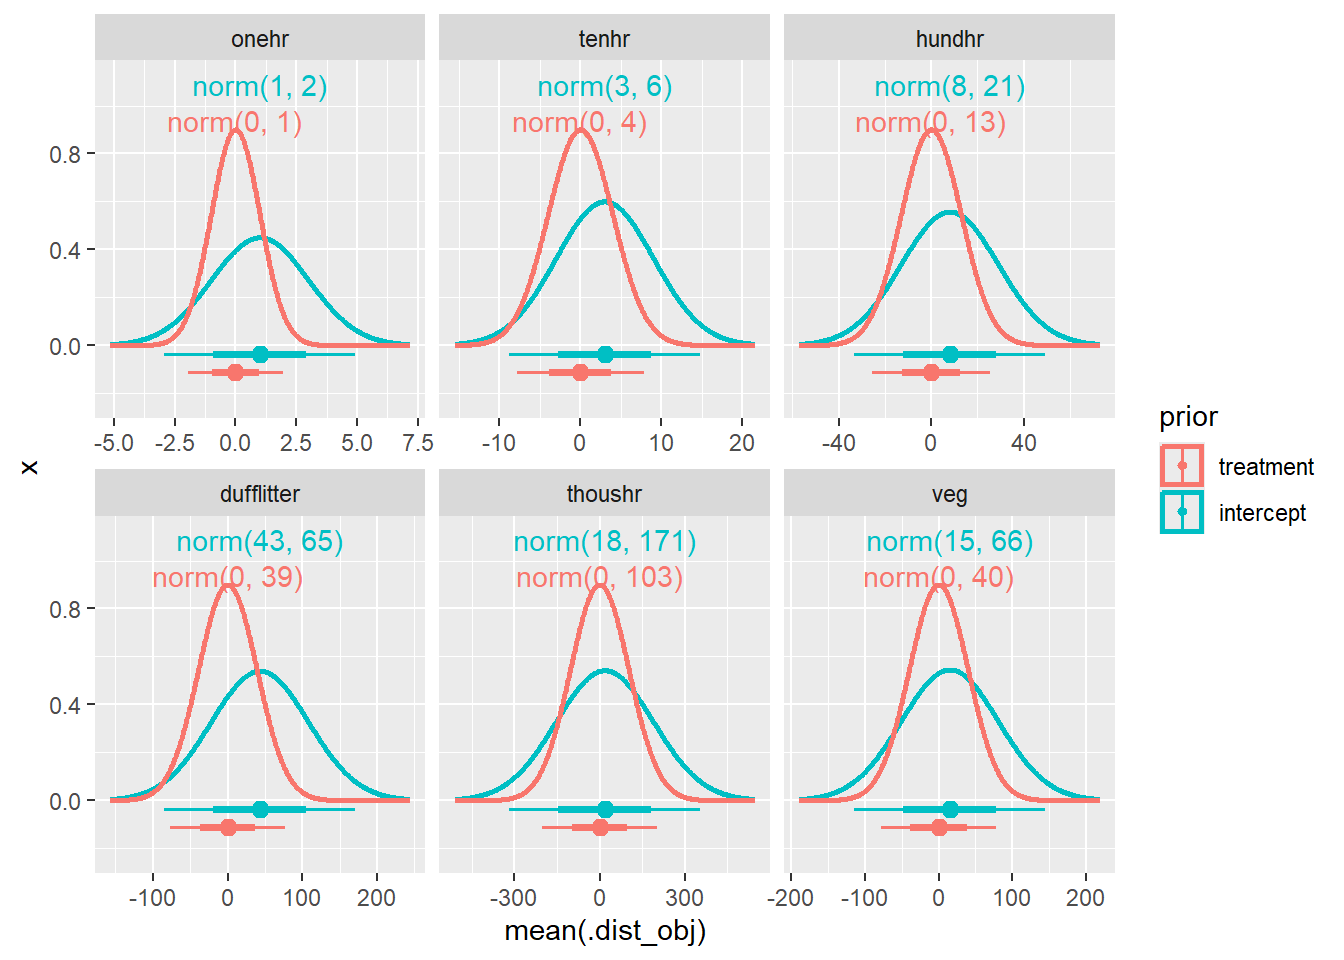 onehr
tenhr
hundhr
norm(1, 2)
norm(3, 6)
norm(8, 21)
norm(0, 1)
norm(0, 4)
norm(0, 13)
0.8
0.4
0.0
-5.0 -2.5 0.0 2.5 5.0 7.5
-10 0 10 20
-40 0 40
x
dufflitter
thoushr
veg
norm(43, 65)
norm(18, 171)
norm(15, 66)
norm(0, 39)
norm(0, 103)
norm(0, 40)
0.8
0.4
0.0
-100 0 100 200
-300 0 300
-200 -100 0 100 200
mean(.dist_obj)
prior
treatment
intercept